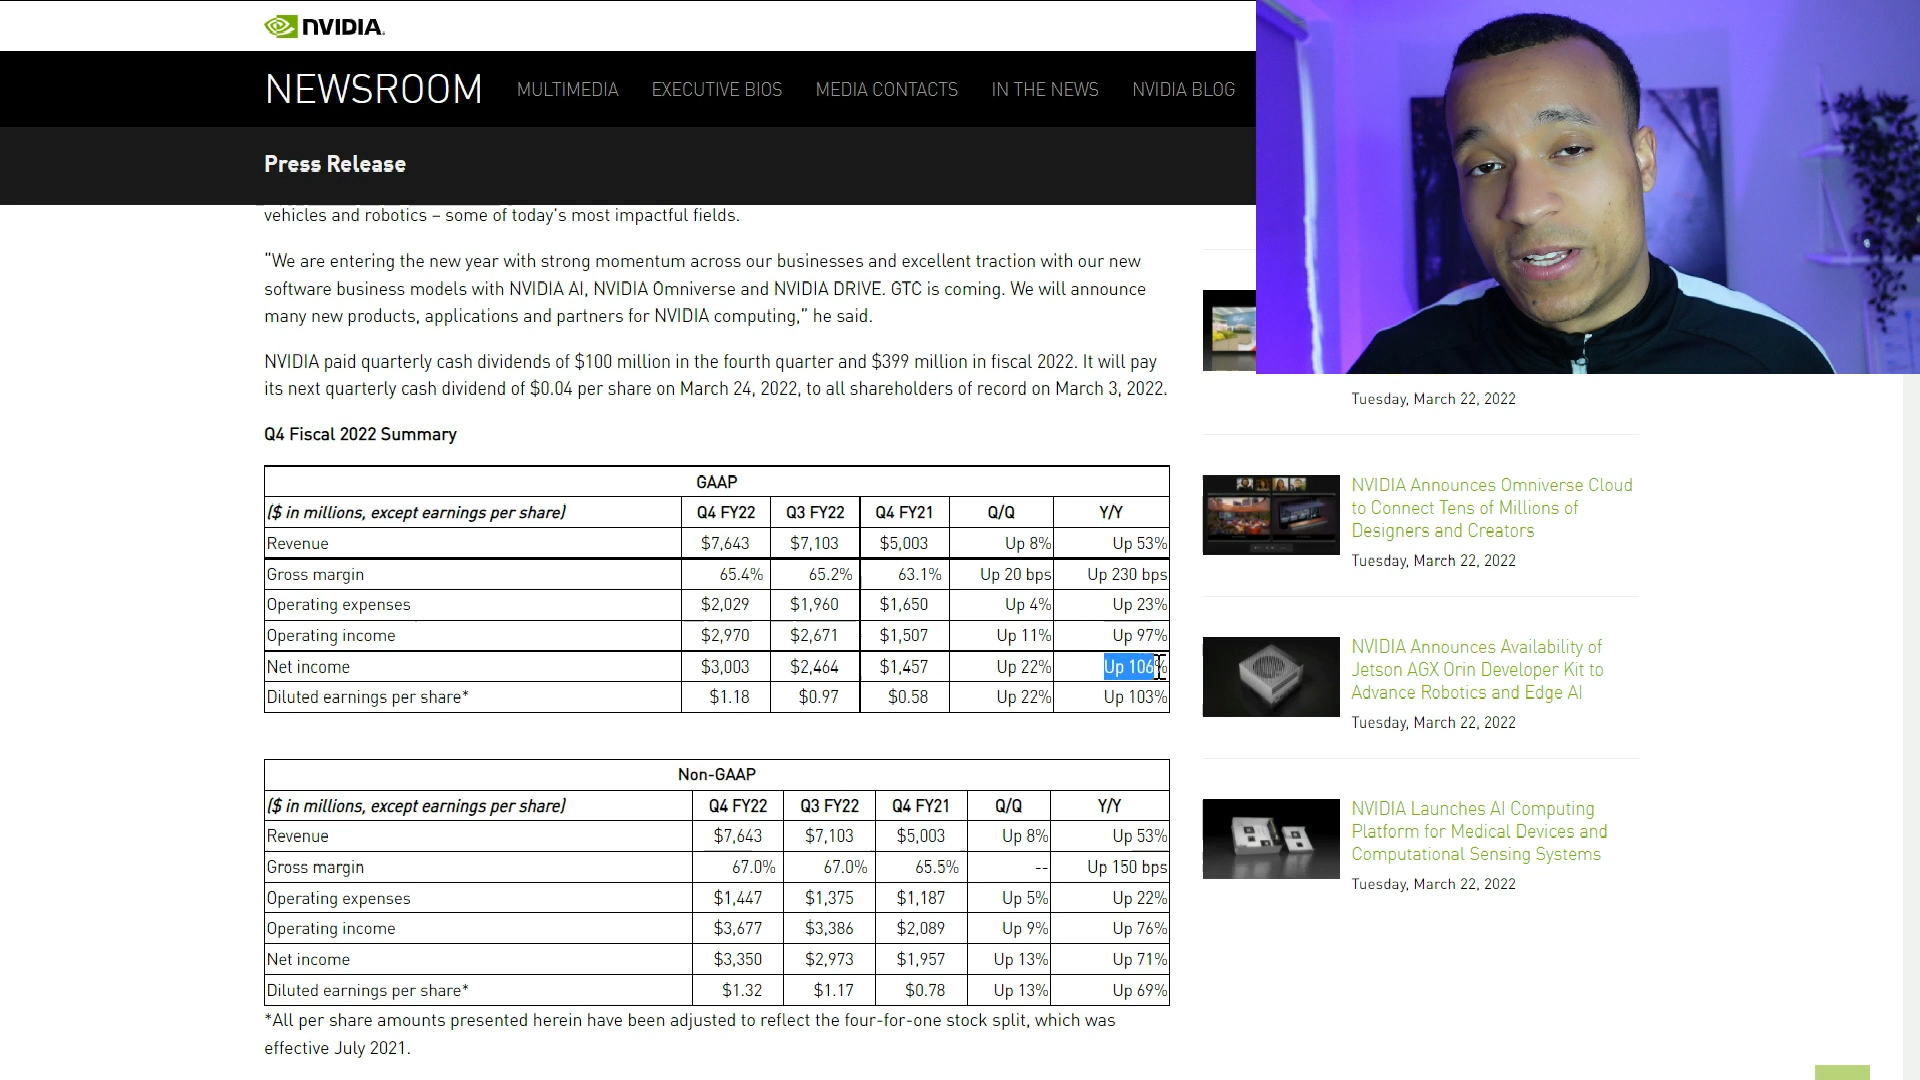 NVIDIA.
NEWSROOM MULTIMEDIA EXECUTIVE BIOS MEDIA CONTACTS IN THE NEWS NVIDIA BLOG
Press Release
vehicles and robotics – some of today's most impactful fields.
"We are entering the new year with strong momentum across our businesses and excellent traction with our new
software business models with NVIDIA AI, NVIDIA Omniverse and NVIDIA DRIVE. GTC is coming. We will announce
many new products, applications and partners for NVIDIA computing,” he said.
NVIDIA paid quarterly cash dividends of $100 million in the fourth quarter and $399 million in fiscal 2022. It will pay
its next quarterly cash dividend of $0.04 per share on March 24, 2022, to all shareholders of record on March 3, 2022.
Q4 Fiscal 2022 Summary
GAAP
($ in millions, except earnings per share) Q4 FY22 Q3 FY22 Q4 FY21 Q/Q Y/Y
Revenue $7,643 $7,103 $5,003 Up 8% Up 53%
Gross margin 65.4% 65.2% 63.1% Up 20 bps Up 230 bps
Operating expenses $2,029 $1,960 $1,650 Up 4% Up 23%
Operating income $2,970 $2,671 $1,507 Up 11% Up 97%
Net income $3,003 $2,464 $1,457 Up 22% Up 106%
Diluted earnings per share* $1.18 $0.97 $0.58 Up 22% Up 103%
Non-GAAP
($ in millions, except earnings per share) Q4 FY22 Q3 FY22 Q4 FY21 Q/Q Y/Y
Revenue $7,643 $7,103 $5,003 Up 8% Up 53%
Gross margin 67.0% 67.0% 65.5% -- Up 150 bps
Operating expenses $1,447 $1,375 $1,187 Up 5% Up 22%
Operating income $3,677 $3,386 $2,089 Up 9% Up 76%
Net income $3,350 $2,973 $1,957 Up 13% Up 71%
Diluted earnings per share* $1.32 $1.17 $0.78 Up 13% Up 69%
*All per share amounts presented herein have been adjusted to reflect the four-for-one stock split, which was
effective July 2021.
Tuesday, March 22, 2022
NVIDIA Announces Omniverse Cloud
to Connect Tens of Millions of
Designers and Creators
Tuesday, March 22, 2022
NVIDIA Announces Availability of
Jetson AGX Orin Developer Kit to
Advance Robotics and Edge AI
Tuesday, March 22, 2022
NVIDIA Launches AI Computing
Platform for Medical Devices and
Computational Sensing Systems
Tuesday, March 22, 2022